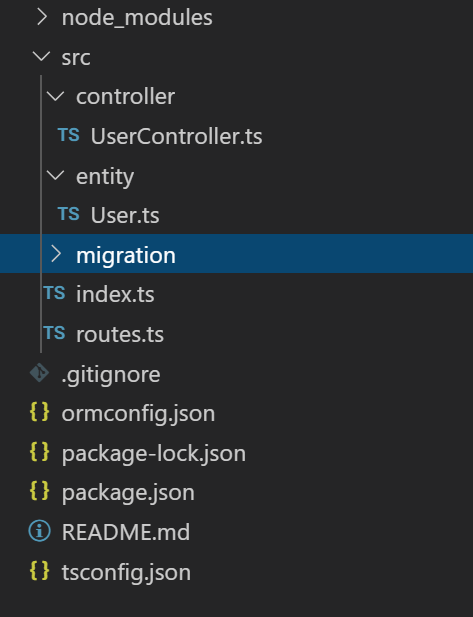 node_modules
src
controller
TS UserController.ts
entity
TS User.ts
migration
TS index.ts
TS routes.ts
.gitignore
{} ormconfig.json
{} package-lock.json
{} package.json
README.md
tsconfig.json